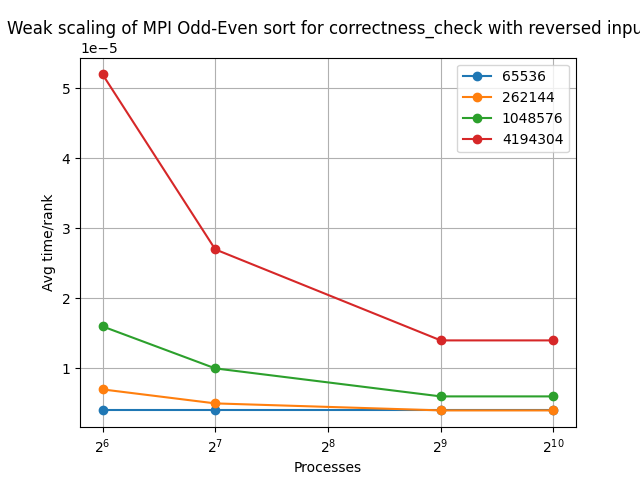 Weak scaling of MPI Odd-Even sort for correctness_check with reversed inpu
1e−5
65536
262144
1048576
4194304
5
4
3
2
1
Avg time/rank
2^6 2^7 2^8 2^9 2^10
Processes